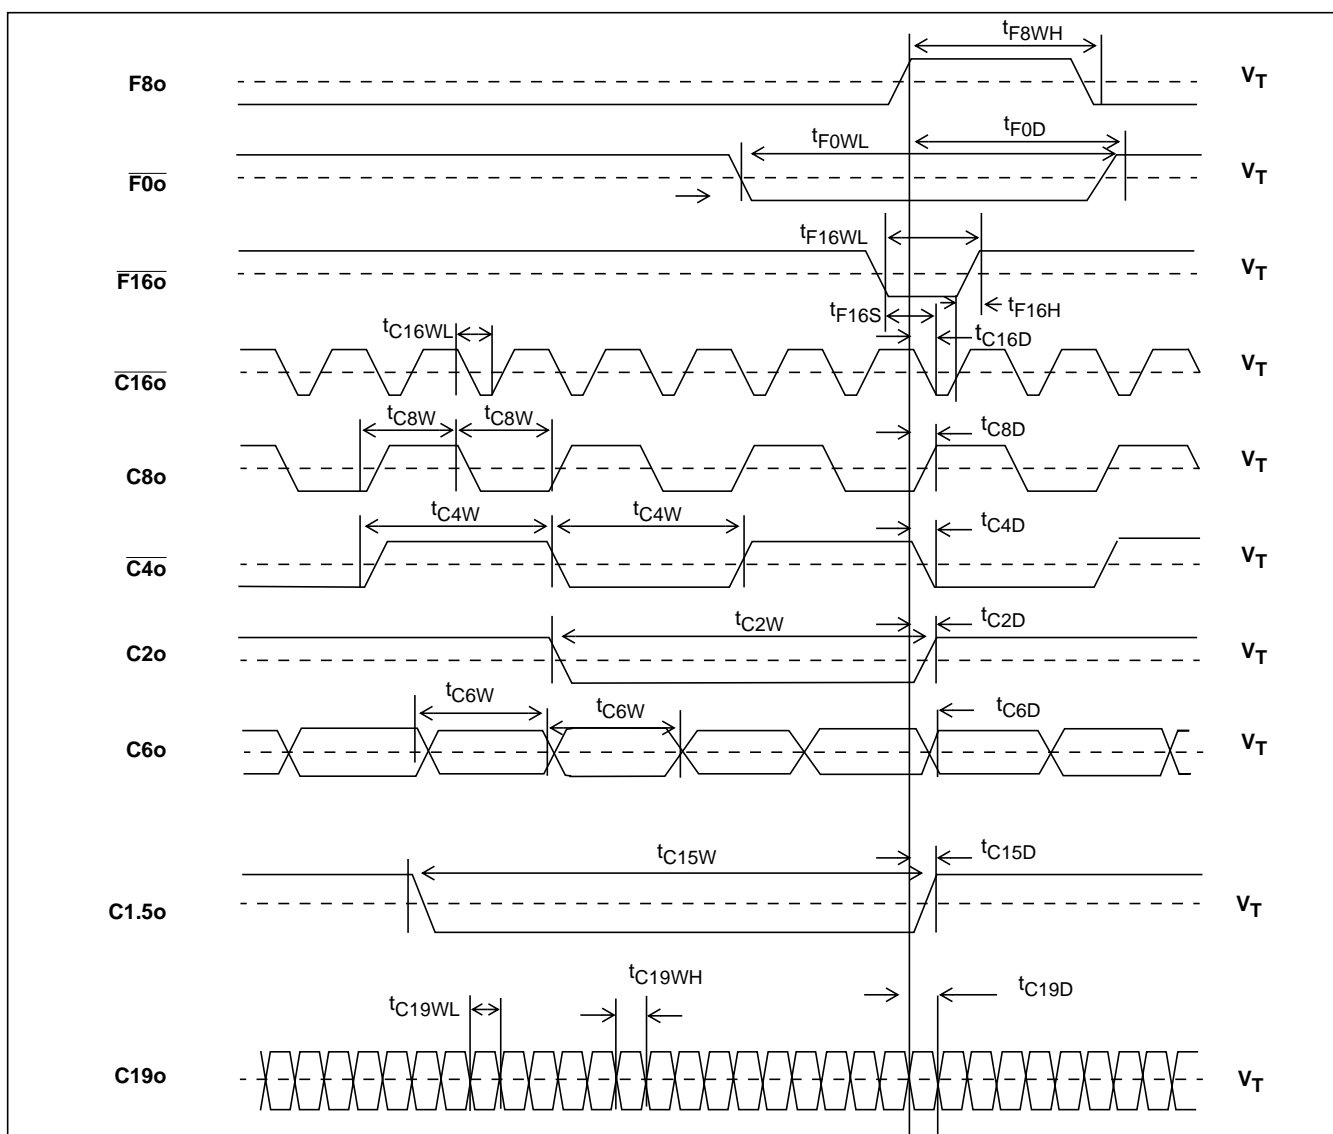 tF8WH
F8o VT
tF0WL tF0D
F0o VT
tF16WL
F16o VT
tF16S tF16H
tC16WL tC16D
C16o VT
tC8W tC8W tC8D
C8o VT
tC4W tC4W tC4D
C4o VT
tC2W tC2D
C2o VT
tC6W tC6W tC6D
C6o VT
tC15W tC15D
C1.5o VT
tC19WL tC19WH tC19D
C19o VT